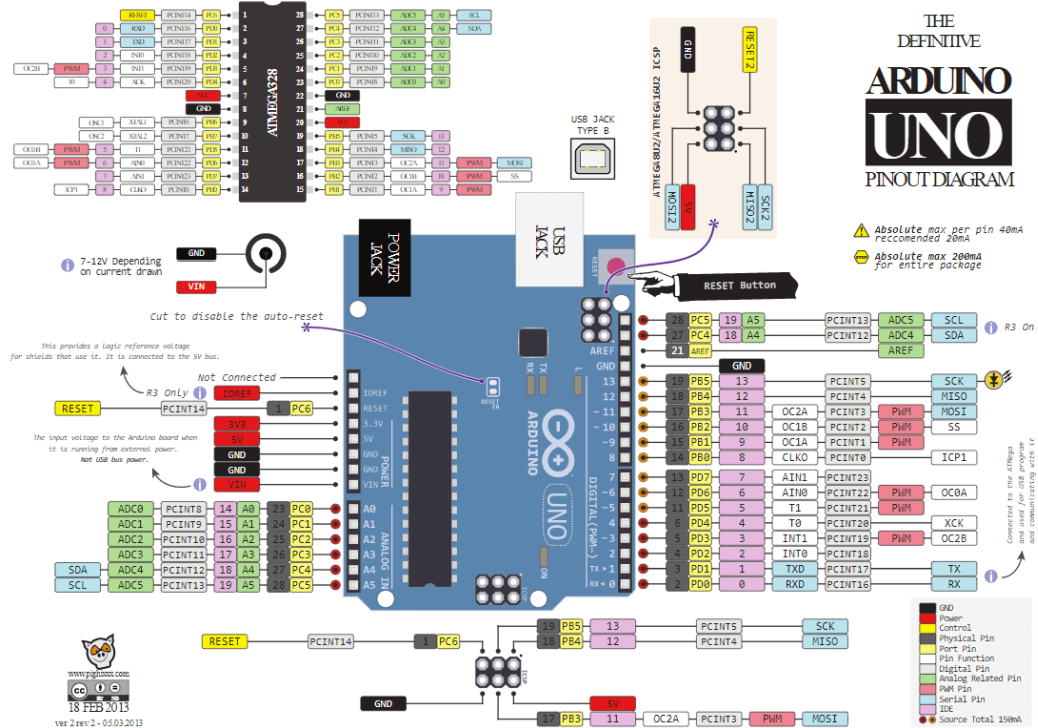 THE
DEFINITIVE
ARDUINO
UNO
PINOUT DIAGRAM
Absolute max per pin 40mA
reccomended 20mA
STOP
Absolute max 200mA
for entire package
ATMEGA328
RESET PCINT14 PC6 1
0 RXD PCINT16 PD0 2
1 TXD PCINT17 PD1 3
2 INT0 PCINT18 PD2 4
OC2B PWM 3 INT1 PCINT19 PD3 5
T0 4 XCK PCINT20 PD4 6
VCC 7
GND 8
OSC1 XTAL1 PCINT6 PB6 9
OSC2 XTAL2 PCINT7 PB7 10
OC0B PWM 5 T1 PCINT21 PD5 11
OC0A PWM 6 AIN0 PCINT22 PD6 12
7 AIN1 PCINT23 PD7 13
ICP1 8 CLKO PCINT0 PB0 14
28 PC5 PCINT13 ADC5 A5 SCL
27 PC4 PCINT12 ADC4 A4 SDA
26 PC3 PCINT11 ADC3 A3
25 PC2 PCINT10 ADC2 A2
24 PC1 PCINT9 ADC1 A1
23 PC0 PCINT8 ADC0 A0
22 GND
21 AREF
20 VCC
19 PB5 PCINT5 SCK 13
18 PB4 PCINT4 MISO 12
17 PB3 PCINT3 OC2A 11 PWM MOSI
16 PB2 PCINT2 OC1B 10 PWM SS
15 PB1 PCINT1 OC1A 9 PWM
USB JACK
TYPE B
ATMEGA8U2/ATMEGA16U2 ICSP
GND
RESET2
MOSI2
5V
MISO2
SCK2
GND
VIN
7-12V Depending
on current drawn
POWER
JACK
USB
JACK
RESET
RESET Button
Cut to disable the auto-reset
This provides a logic reference voltage
for shields that use it. It is connected to the 5V bus.
Not Connected
R3 Only IOREF
RESET PCINT14 1 PC6
3V3
5V
GND
GND
VIN
The input voltage to the Arduino board when
it is running from external power.
Not USB bus power.
ADC0 PCINT8 14 A0 23 PC0
ADC1 PCINT9 15 A1 24 PC1
ADC2 PCINT10 16 A2 25 PC2
ADC3 PCINT11 17 A3 26 PC3
SDA ADC4 PCINT12 18 A4 27 PC4
SCL ADC5 PCINT13 19 A5 28 PC5
IOREF
RESET
3.3V
5V
GND
GND
VIN
POWER
A0
A1
A2
A3
A4
A5
ANALOG IN
RX
TX
L
RESET
EN
ARDUINO
UNO
ON
ICSP
AREF
GND
13
12
~11
~10
~9
8
7
~6
~5
4
~3
2
TX ▸ 1
RX ◂ 0
DIGITAL(PWM~)
28 PC5 19 A5 PCINT13 ADC5 SCL
R3 On
27 PC4 18 A4 PCINT12 ADC4 SDA
21 AREF AREF
GND
19 PB5 13 PCINT5 SCK
18 PB4 12 PCINT4 MISO
17 PB3 11 OC2A PCINT3 PWM MOSI
16 PB2 10 OC1B PCINT2 PWM SS
15 PB1 9 OC1A PCINT1 PWM
14 PB0 8 CLKO PCINT0 ICP1
13 PD7 7 AIN1 PCINT23
12 PD6 6 AIN0 PCINT22 PWM OC0A
11 PD5 5 T1 PCINT21 PWM
6 PD4 4 T0 PCINT20 XCK
5 PD3 3 INT1 PCINT19 PWM OC2B
4 PD2 2 INT0 PCINT18
3 PD1 1 TXD PCINT17 TX
2 PD0 0 RXD PCINT16 RX
Connected to the ATMega
and used for USB program
and communicating with it
RESET PCINT14 1 PC6
GND
ICSP
19 PB5 13 PCINT5 SCK
18 PB4 12 PCINT4 MISO
5V
17 PB3 11 OC2A PCINT3 PWM MOSI
GND
Power
Control
Physical Pin
Port Pin
Pin Function
Digital Pin
Analog Related Pin
PWM Pin
Serial Pin
IDE
Source Total 150mA
www.pighixxx.com
cc
BY ND
18 FEB 2013
ver 2 rev 2 - 05.03.2013